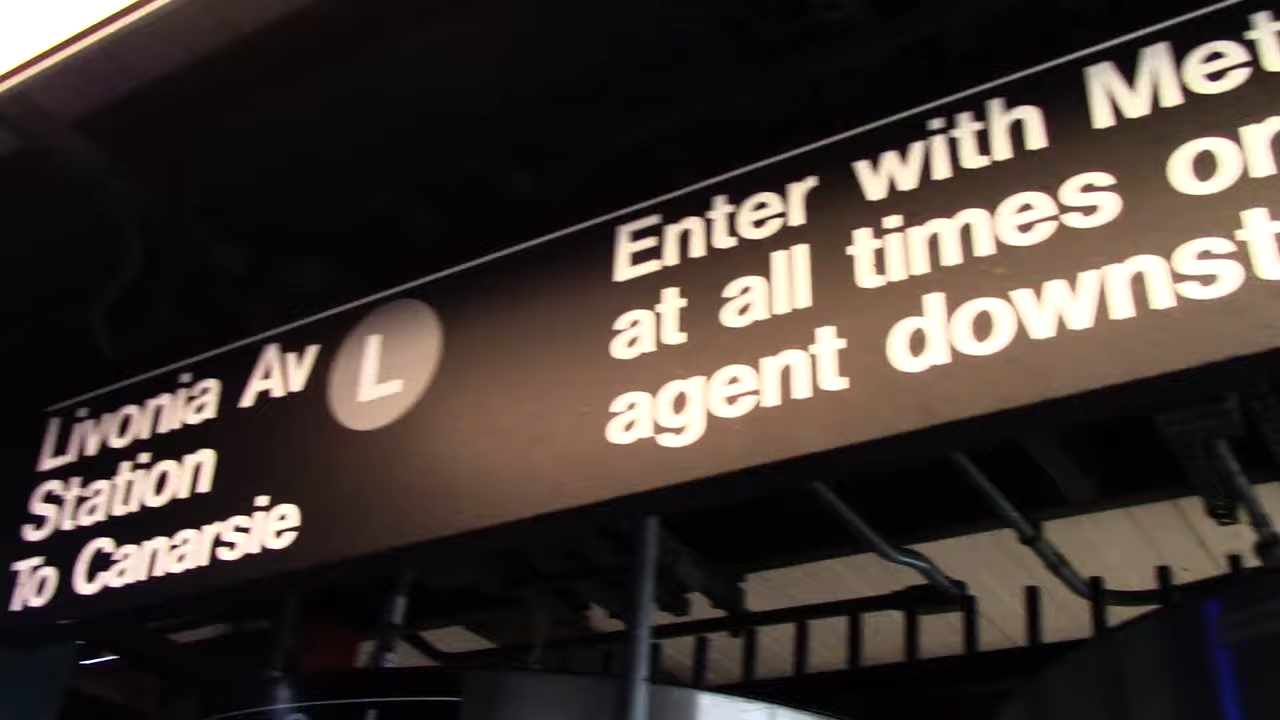 Livonia Av L
Station
To Canarsie
Enter with Met
at all times or
agent downst